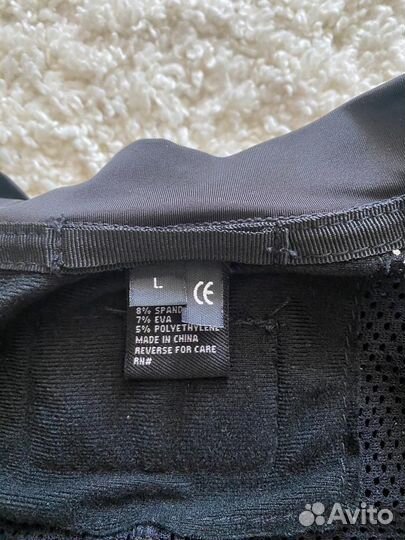 L
CE
8% SPAND
7% EVA
5% POLYETHYLENE
MADE IN CHINA
REVERSE FOR CARE
RN#
Avito